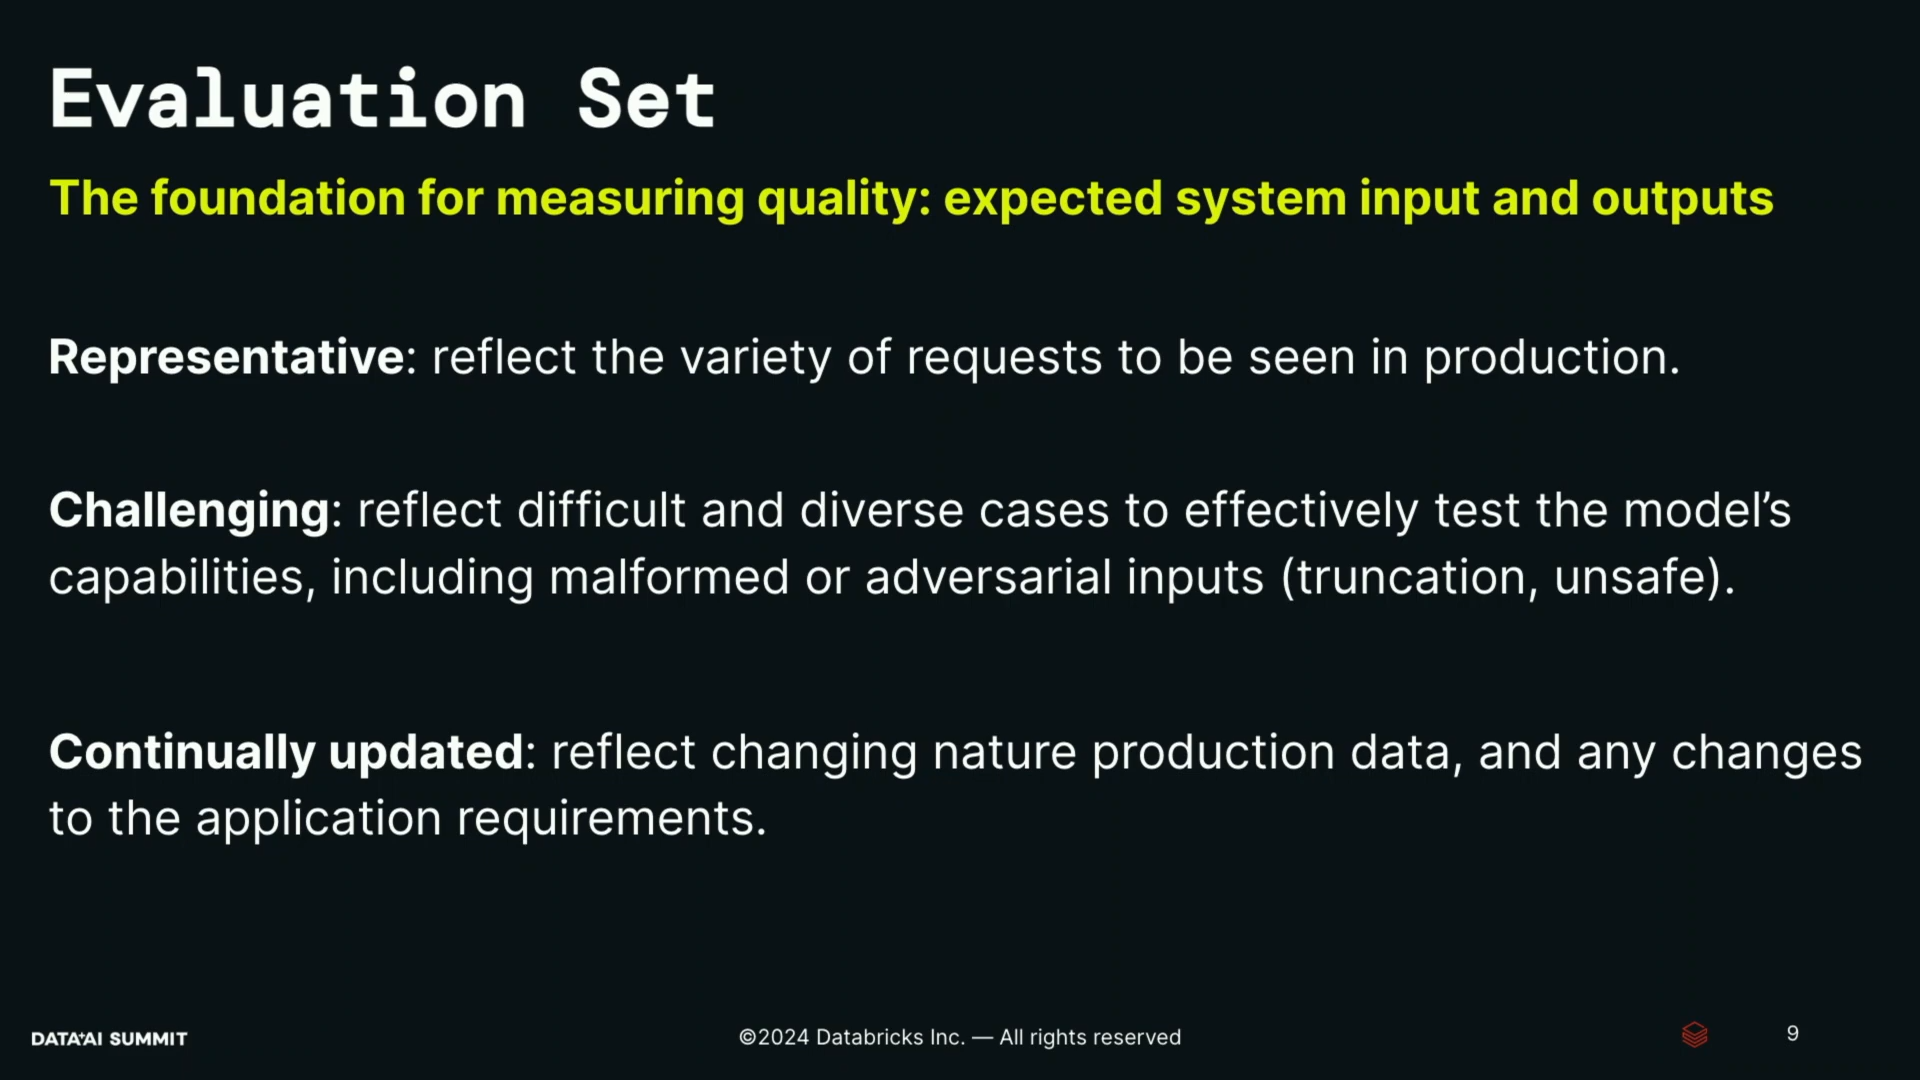 Evaluation Set
The foundation for measuring quality: expected system input and outputs
Representative: reflect the variety of requests to be seen in production.
Challenging: reflect difficult and diverse cases to effectively test the model’s
capabilities, including malformed or adversarial inputs (truncation, unsafe).
Continually updated: reflect changing nature production data, and any changes
to the application requirements.
DATA+AI SUMMIT
©2024 Databricks Inc. — All rights reserved
9